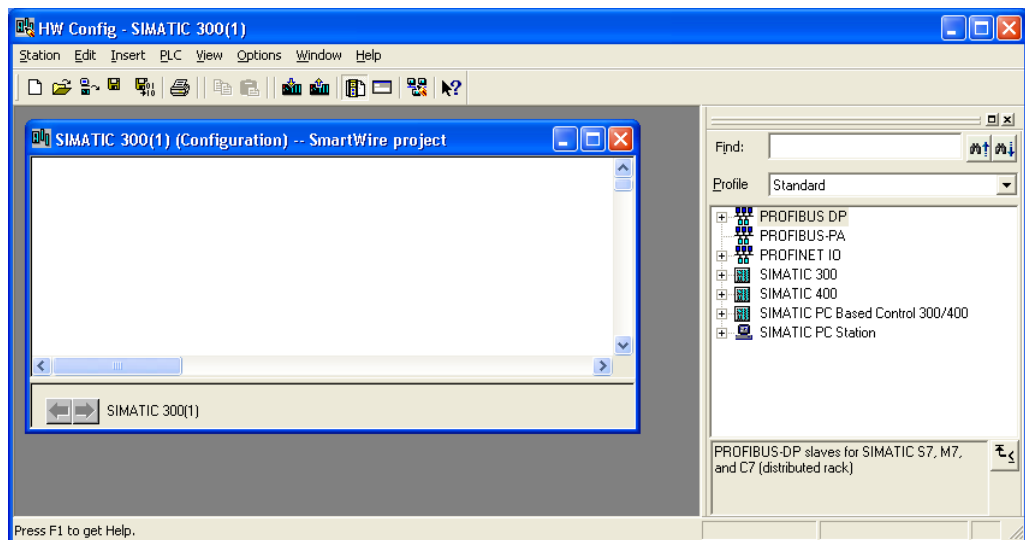 HW Config - SIMATIC 300(1)
Station Edit Insert PLC View Options Window Help
SIMATIC 300(1) (Configuration) -- SmartWire project
SIMATIC 300(1)
Find:
Profile Standard
PROFIBUS DP
PROFIBUS-PA
PROFINET IO
SIMATIC 300
SIMATIC 400
SIMATIC PC Based Control 300/400
SIMATIC PC Station
PROFIBUS-DP slaves for SIMATIC S7, M7,
and C7 (distributed rack)
Press F1 to get Help.